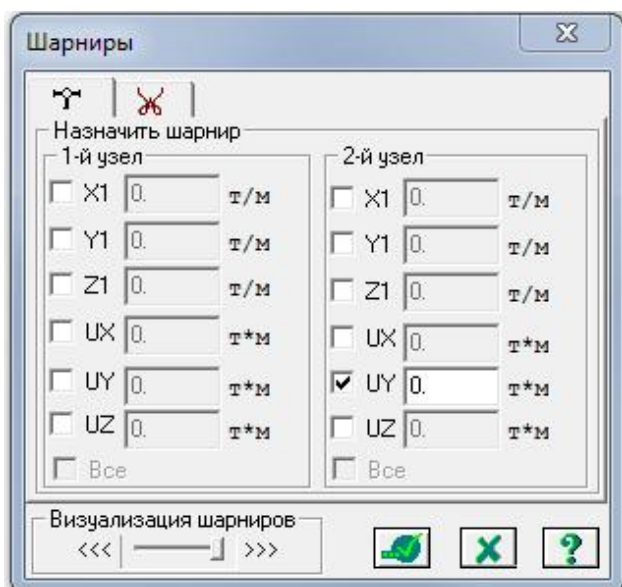 Шарниры
Назначить шарнир
1-й узел
X1 0. т/м
Y1 0. т/м
Z1 0. т/м
UX 0. т*м
UY 0. т*м
UZ 0. т*м
Все
2-й узел
X1 0. т/м
Y1 0. т/м
Z1 0. т/м
UX 0. т*м
UY 0. т*м
UZ 0. т*м
Все
Визуализация шарниров
<<< >>>
?